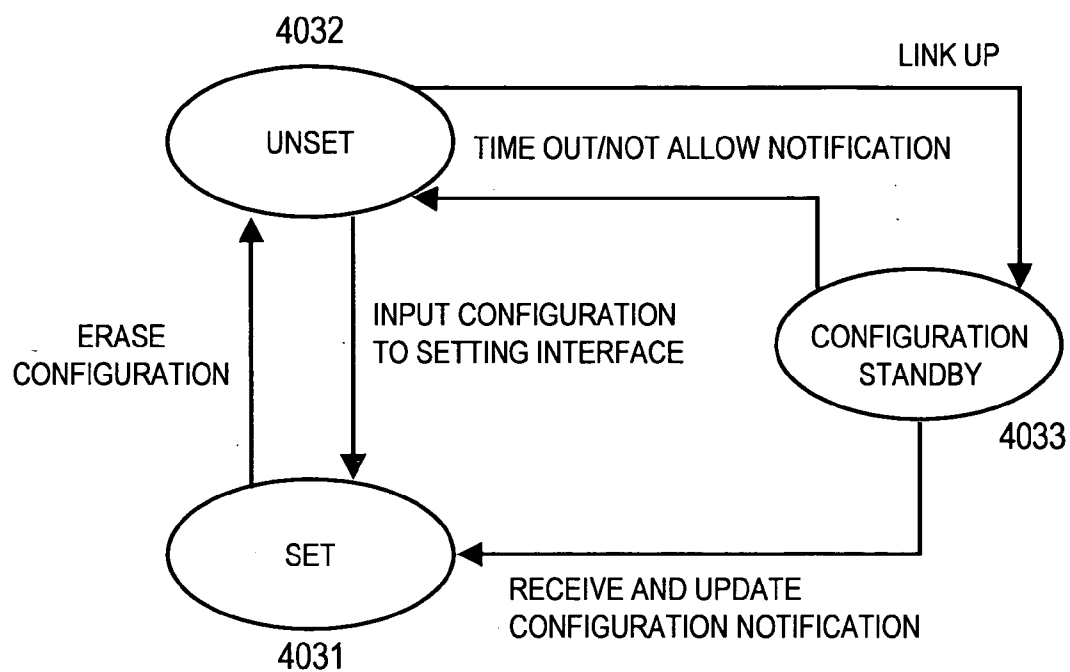 4032
LINK UP
UNSET
TIME OUT/NOT ALLOW NOTIFICATION
ERASE
CONFIGURATION
INPUT CONFIGURATION
TO SETTING INTERFACE
CONFIGURATION
STANDBY
4033
SET
RECEIVE AND UPDATE
CONFIGURATION NOTIFICATION
4031